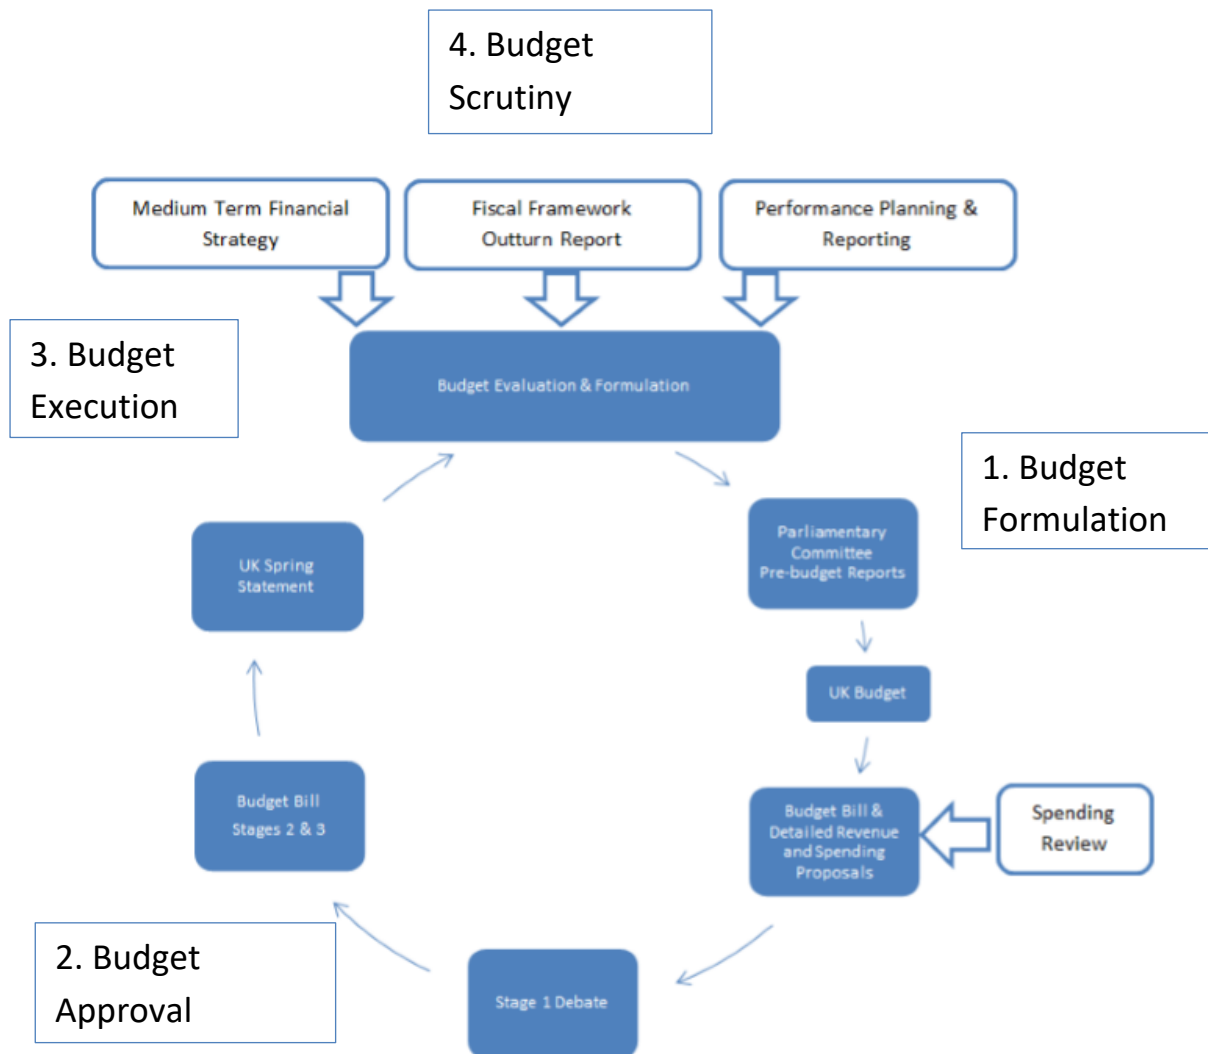 4. Budget
Scrutiny
Medium Term Financial
Strategy
Fiscal Framework
Outturn Report
Performance Planning &
Reporting
3. Budget
Execution
Budget Evaluation & Formulation
1. Budget
Formulation
Parliamentary
Committee
Pre-budget Reports
UK Spring
Statement
UK Budget
Budget Bill
Stages 2 & 3
Budget Bill &
Detailed Revenue
and Spending
Proposals
Spending
Review
2. Budget
Approval
Stage 1 Debate